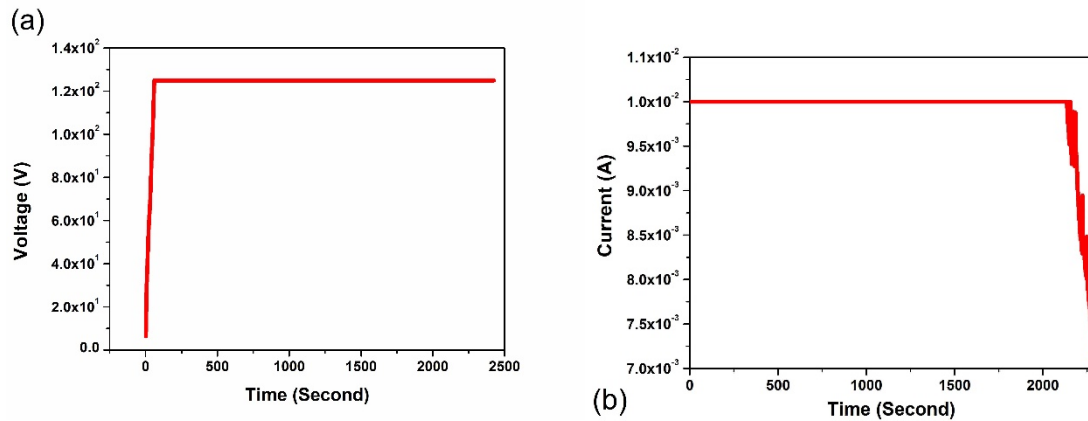 (a)
1.4x10²
1.2x10²
1.0x10²
8.0x10¹
6.0x10¹
4.0x10¹
2.0x10¹
0.0
Voltage (V)
0 500 1000 1500 2000 2500
Time (Second)
1.1x10⁻²
1.0x10⁻²
9.5x10⁻³
9.0x10⁻³
8.5x10⁻³
8.0x10⁻³
7.5x10⁻³
7.0x10⁻³
Current (A)
0 500 1000 1500 2000
Time (Second)
(b)